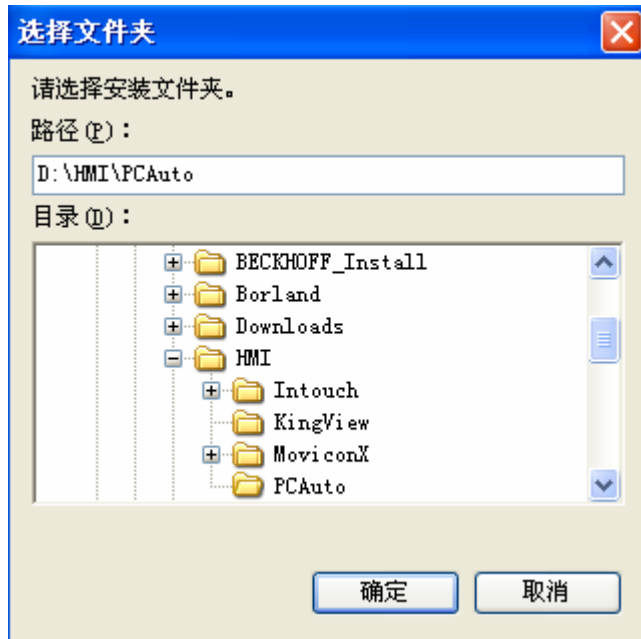 选择文件夹
请选择安装文件夹。
路径(P)：
D:\HMI\PCAuto
目录(D)：
BECKHOFF_Install
Borland
Downloads
HMI
Intouch
KingView
MoviconX
PCAuto
确定 取消